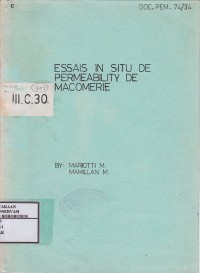 C
DOC. PEM. 74/34
ESSAIS IN SITU DE
PERMEABILITY DE
MACOMERIE
III.C.30.
BY: MARIOTTI M.
MAMILLAN M.